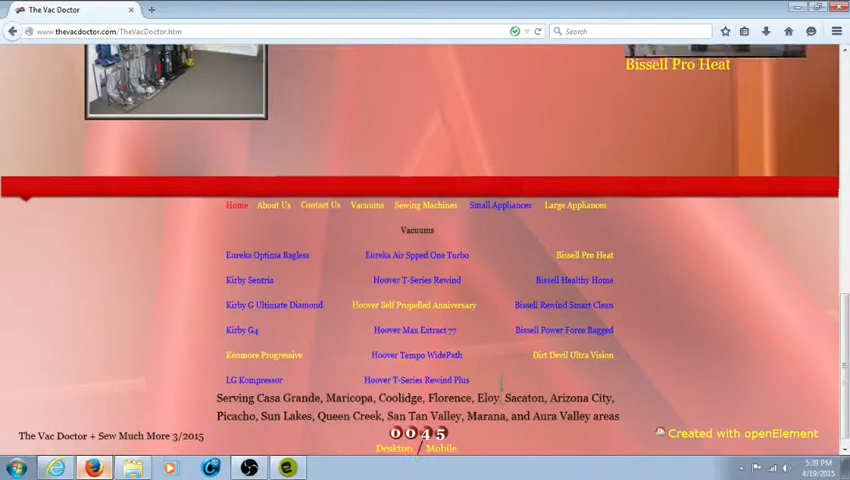 The Vac Doctor
www.thevacdoctor.com/TheVacDoctor.htm
Search
Bissell Pro Heat
Home About Us Contact Us Vacuums Sewing Machines Small Appliances Large Appliances
Vacuums
Eureka Optima Bagless Eureka Air Spped One Turbo Bissell Pro Heat
Kirby Sentria Hoover T-Series Rewind Bissell Healthy Home
Kirby G Ultimate Diamond Hoover Self Propelled Anniversary Bissell Rewind Smart Clean
Kirby G4 Hoover Max Extract 77 Bissell Power Force Bagged
Kenmore Progressive Hoover Tempo WidePath Dirt Devil Ultra Vision
LG Kompressor Hoover T-Series Rewind Plus
Serving Casa Grande, Maricopa, Coolidge, Florence, Eloy, Sacaton, Arizona City,
Picacho, Sun Lakes, Queen Creek, San Tan Valley, Marana, and Aura Valley areas
The Vac Doctor + Sew Much More 3/2015
0045
Created with openElement
Desktop / Mobile
5:39 PM
4/19/2015